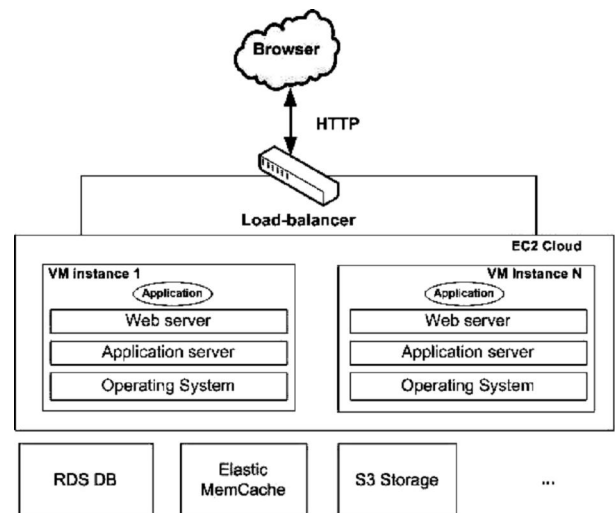 Browser
HTTP
Load-balancer
EC2 Cloud
VM instance 1
Application
Web server
Application server
Operating System
VM Instance N
Application
Web server
Application server
Operating System
RDS DB
Elastic
MemCache
S3 Storage
...